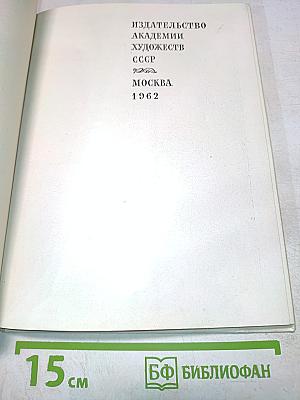 ИЗДАТЕЛЬСТВО
АКАДЕМИИ
ХУДОЖЕСТВ
СССР
МОСКВА
1962
15 см
БФ БИБЛИОФАН